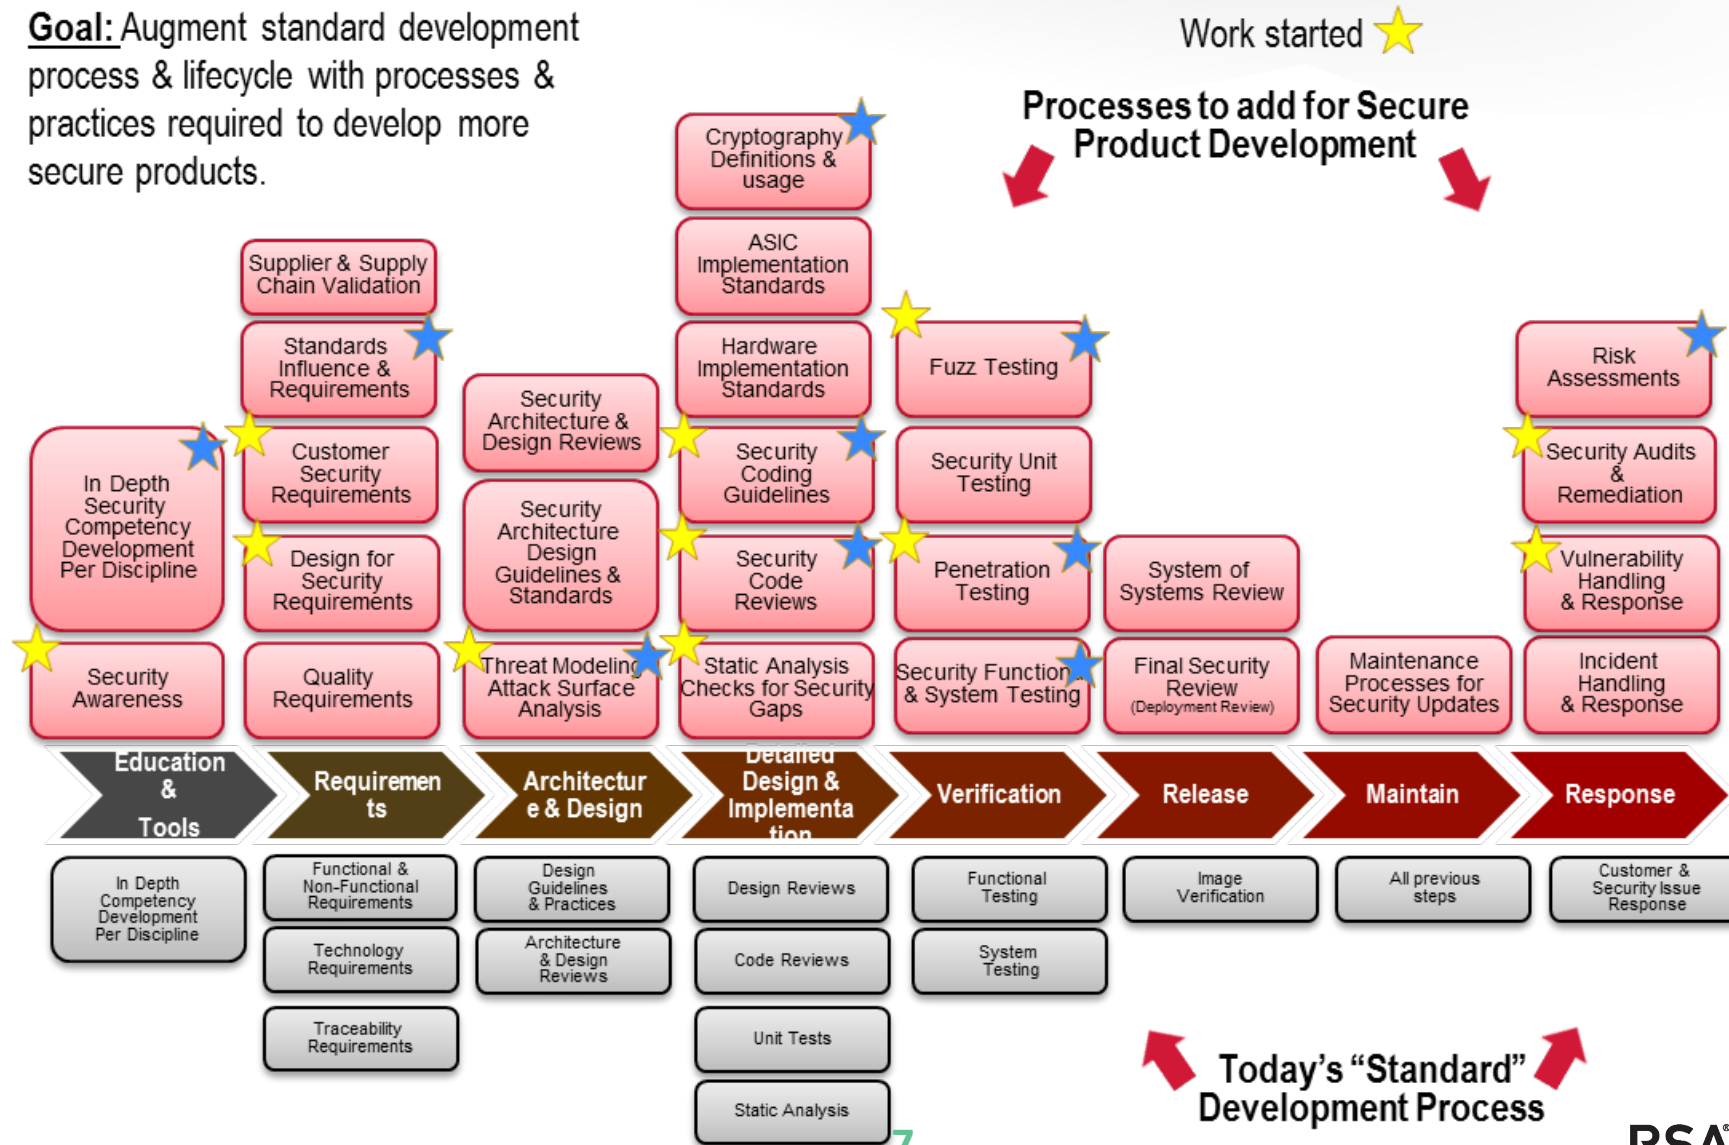 Goal: Augment standard development
process & lifecycle with processes &
practices required to develop more
secure products.
Work started
Processes to add for Secure
Product Development
Cryptography
Definitions &
usage
ASIC
Implementation
Standards
Hardware
Implementation
Standards
Security
Coding
Guidelines
Security
Code
Reviews
Static Analysis
Checks for Security
Gaps
Supplier & Supply
Chain Validation
Standards
Influence &
Requirements
Customer
Security
Requirements
Design for
Security
Requirements
Quality
Requirements
In Depth
Security
Competency
Development
Per Discipline
Security
Awareness
Security
Architecture &
Design Reviews
Security
Architecture
Design
Guidelines &
Standards
Threat Modeling
Attack Surface
Analysis
Fuzz Testing
Security Unit
Testing
Penetration
Testing
Security Function
& System Testing
System of
Systems Review
Final Security
Review
(Deployment Review)
Maintenance
Processes for
Security Updates
Risk
Assessments
Security Audits
&
Remediation
Vulnerability
Handling
& Response
Incident
Handling
& Response
Education
&
Tools
Requiremen
ts
Architectur
e & Design
Detailed
Design &
Implementa
tion
Verification
Release
Maintain
Response
In Depth
Competency
Development
Per Discipline
Functional &
Non-Functional
Requirements
Technology
Requirements
Traceability
Requirements
Design
Guidelines
& Practices
Architecture
& Design
Reviews
Design Reviews
Code Reviews
Unit Tests
Static Analysis
Functional
Testing
System
Testing
Image
Verification
All previous
steps
Customer &
Security Issue
Response
Today's “Standard”
Development Process
7
RSA®